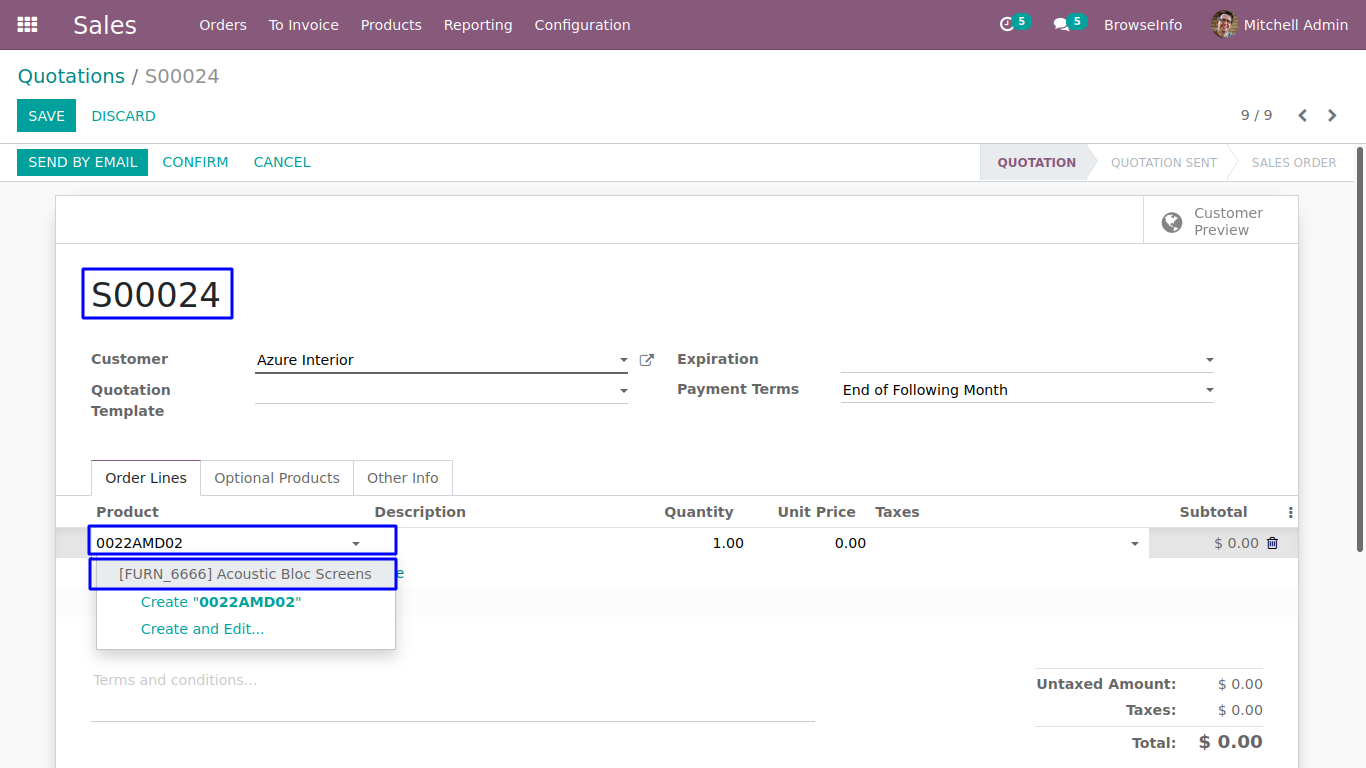 Sales Orders To Invoice Products Reporting Configuration 5 5 BrowseInfo Mitchell Admin
Quotations / S00024
SAVE DISCARD 9 / 9
SEND BY EMAIL CONFIRM CANCEL QUOTATION QUOTATION SENT SALES ORDER
Customer
Preview
S00024
Customer Azure Interior Expiration
Quotation
Template
Payment Terms End of Following Month
Order Lines Optional Products Other Info
Product Description Quantity Unit Price Taxes Subtotal
0022AMD02 1.00 0.00 $ 0.00
[FURN_6666] Acoustic Bloc Screens
Create "0022AMD02"
Create and Edit...
Terms and conditions...
Untaxed Amount: $ 0.00
Taxes: $ 0.00
Total: $ 0.00